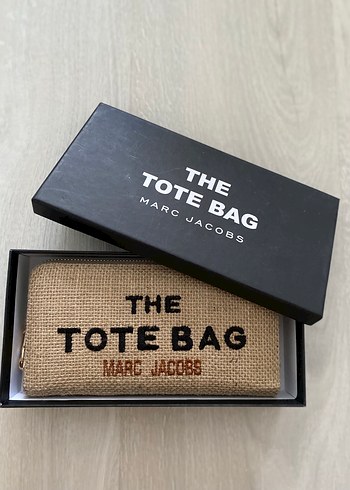 THE
TOTE BAG
MARC JACOBS
THE
TOTE BAG
MARC JACOBS